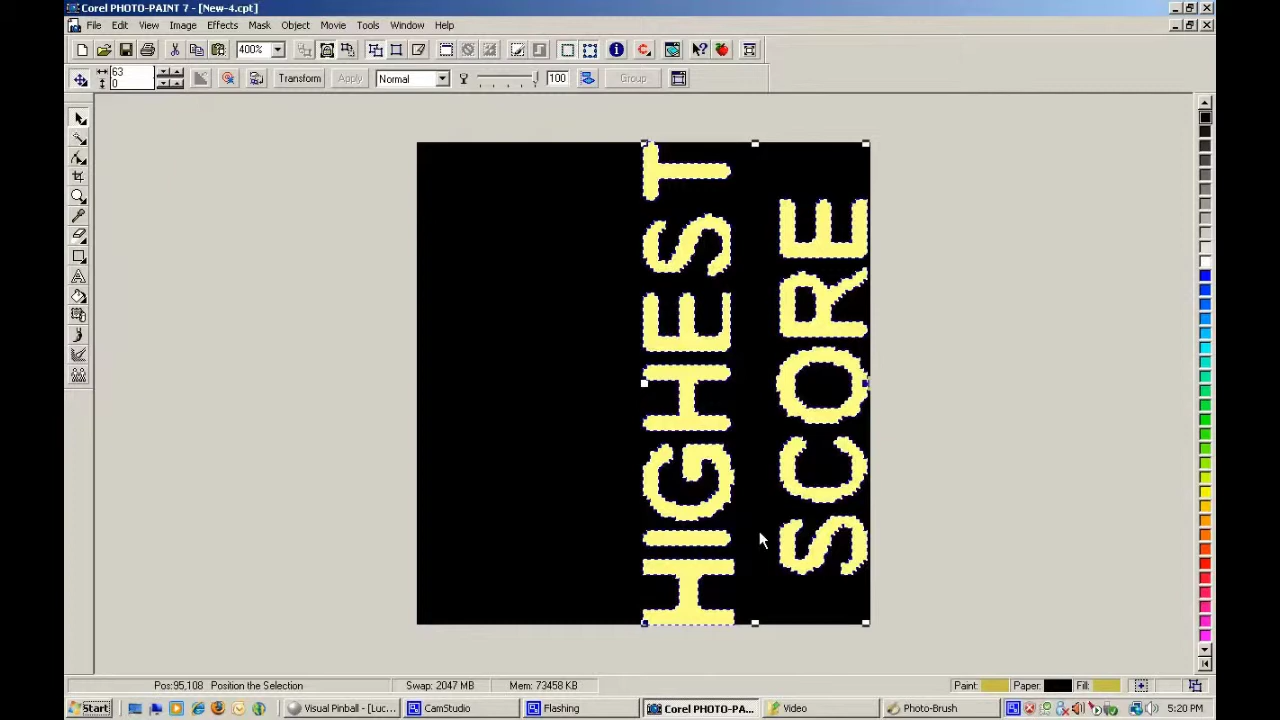 Corel PHOTO-PAINT 7 - [New-4.cpt]
File Edit View Image Effects Mask Object Movie Tools Window Help
400%
63
0
Transform Apply Normal 100 Group
HIGHEST
SCORE
Pos:95,108 Position the Selection Swap: 2047 MB Mem: 73458 KB Paint: Paper: Fill:
Start Visual Pinball - [Luc... CamStudio Flashing Corel PHOTO-PA... Video Photo-Brush 5:20 PM